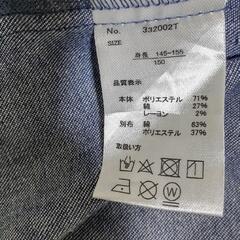 No. 332002T
SIZE
身長 145-155
150
品質表示
本体 ポリエステル 71%
綿 27%
レーヨン 2%
別布 綿 63%
ポリエステル 37%
取扱い方